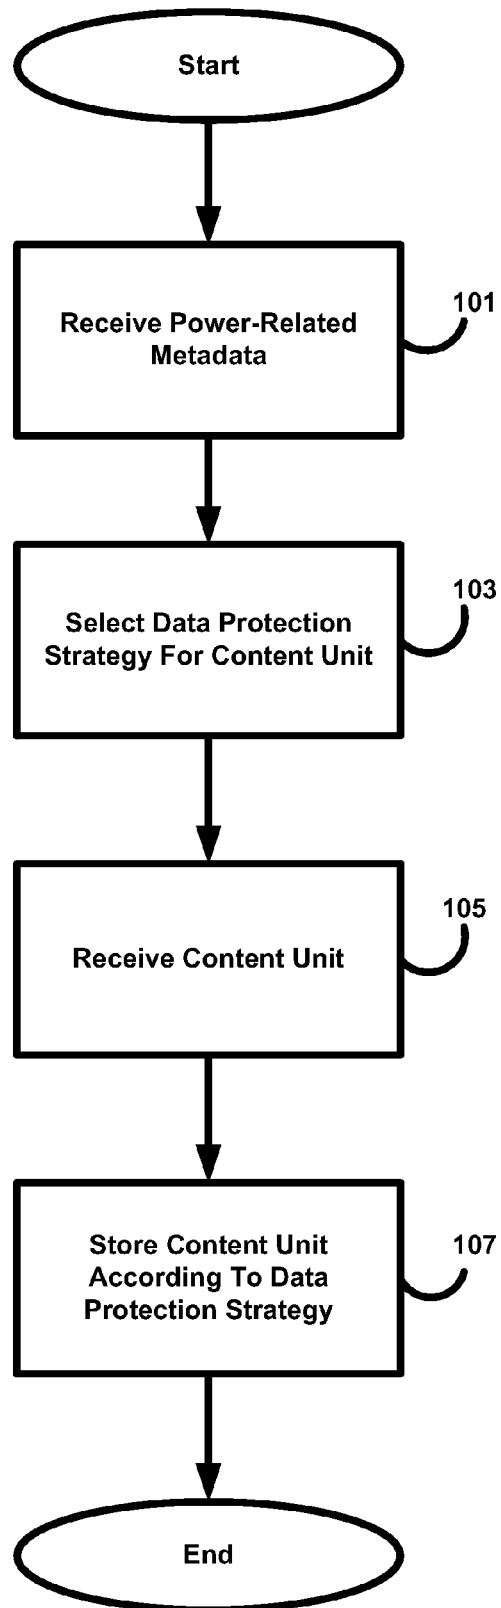 Start
Receive Power-Related
Metadata
101
Select Data Protection
Strategy For Content Unit
103
Receive Content Unit
105
Store Content Unit
According To Data
Protection Strategy
107
End